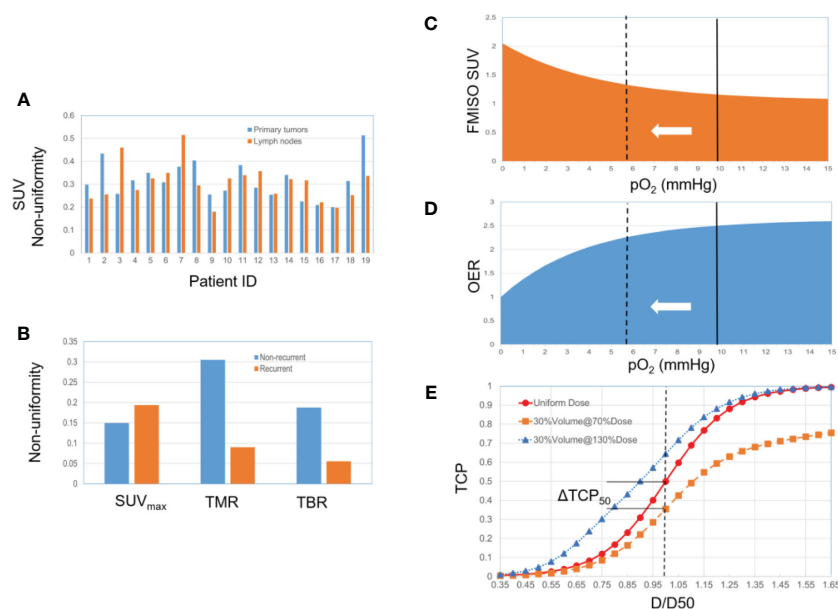 A
SUV
Non-uniformity
0.6
0.5
0.4
0.3
0.2
0.1
0
Primary tumors
Lymph nodes
1 2 3 4 5 6 7 8 9 10 11 12 13 14 15 16 17 18 19
Patient ID
B
Non-uniformity
0.35
0.3
0.25
0.2
0.15
0.1
0.05
0
Non-recurrent
Recurrent
SUVmax TMR TBR
C
FMISO SUV
2.5
2
1.5
1
0.5
0
0 1 2 3 4 5 6 7 8 9 10 11 12 13 14 15
pO2 (mmHg)
D
OER
3
2.5
2
1.5
1
0.5
0
0 1 2 3 4 5 6 7 8 9 10 11 12 13 14 15
pO2 (mmHg)
E
TCP
1
0.9
0.8
0.7
0.6
0.5
0.4
0.3
0.2
0.1
0
Uniform Dose
30%Volume@70%Dose
30%Volume@130%Dose
ΔTCP50
0.35 0.45 0.55 0.65 0.75 0.85 0.95 1.05 1.15 1.25 1.35 1.45 1.55 1.65
D/D50